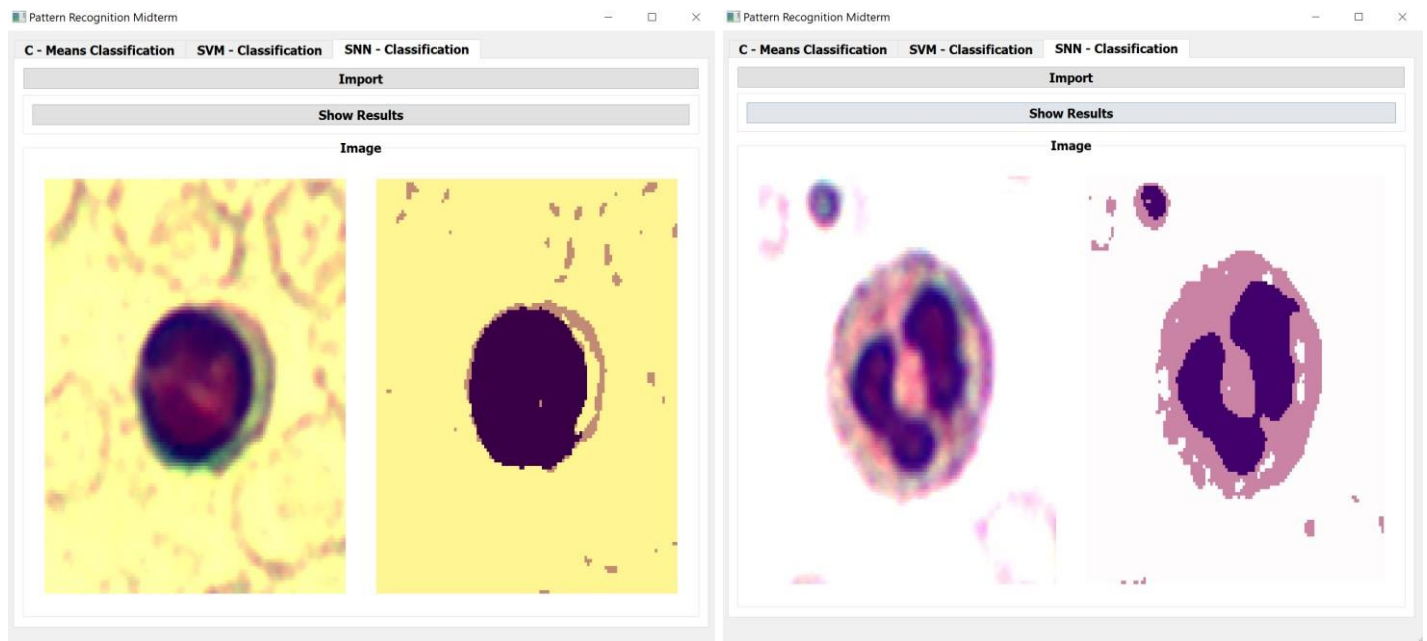 Pattern Recognition Midterm
C - Means Classification SVM - Classification SNN - Classification
Import
Show Results
Image
Pattern Recognition Midterm
C - Means Classification SVM - Classification SNN - Classification
Import
Show Results
Image